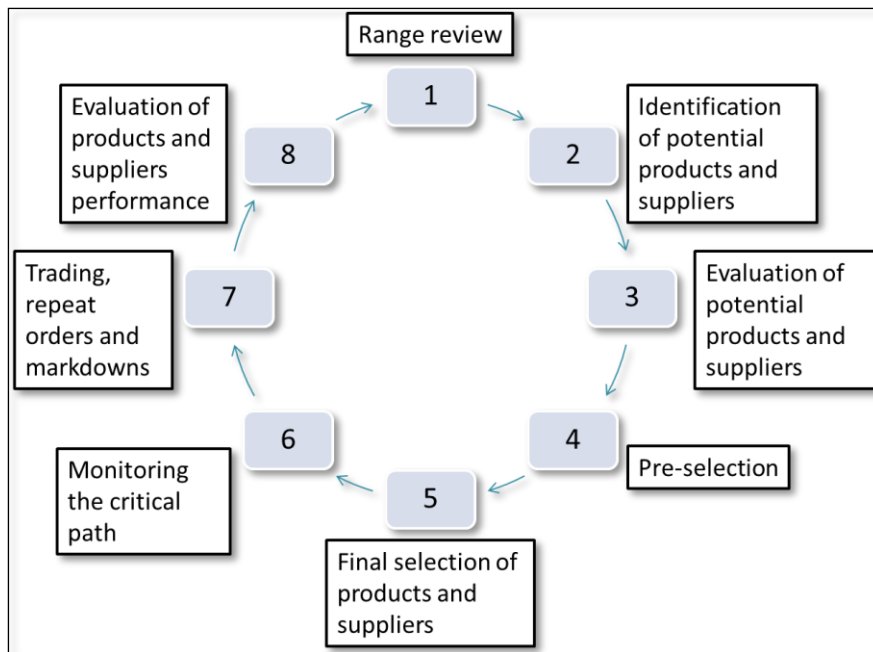 Range review
1
Identification
of potential
products and
suppliers
2
Evaluation of
potential
products and
suppliers
3
Pre-selection
4
Final selection of
products and
suppliers
5
Monitoring
the critical
path
6
Trading,
repeat
orders and
markdowns
7
Evaluation of
products and
suppliers
performance
8